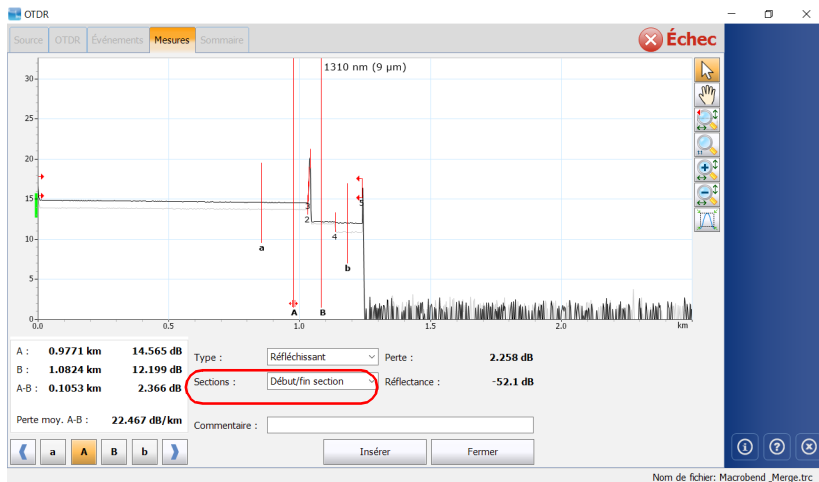 OTDR
Source OTDR Événements Mesures Sommaire Échec
1310 nm (9 µm)
30
25
20
15
10
5
0
3
2
4
5
a
b
A B
0.0 0.5 1.0 1.5 2.0 km
A : 0.9771 km 14.565 dB
B : 1.0824 km 12.199 dB
A-B : 0.1053 km 2.366 dB
Perte moy. A-B : 22.467 dB/km
Type : Réfléchissant Perte : 2.258 dB
Sections : Début/fin section Réflectance : -52.1 dB
Commentaire :
a A B b Insérer Fermer
Nom de fichier: Macrobend _Merge.trc